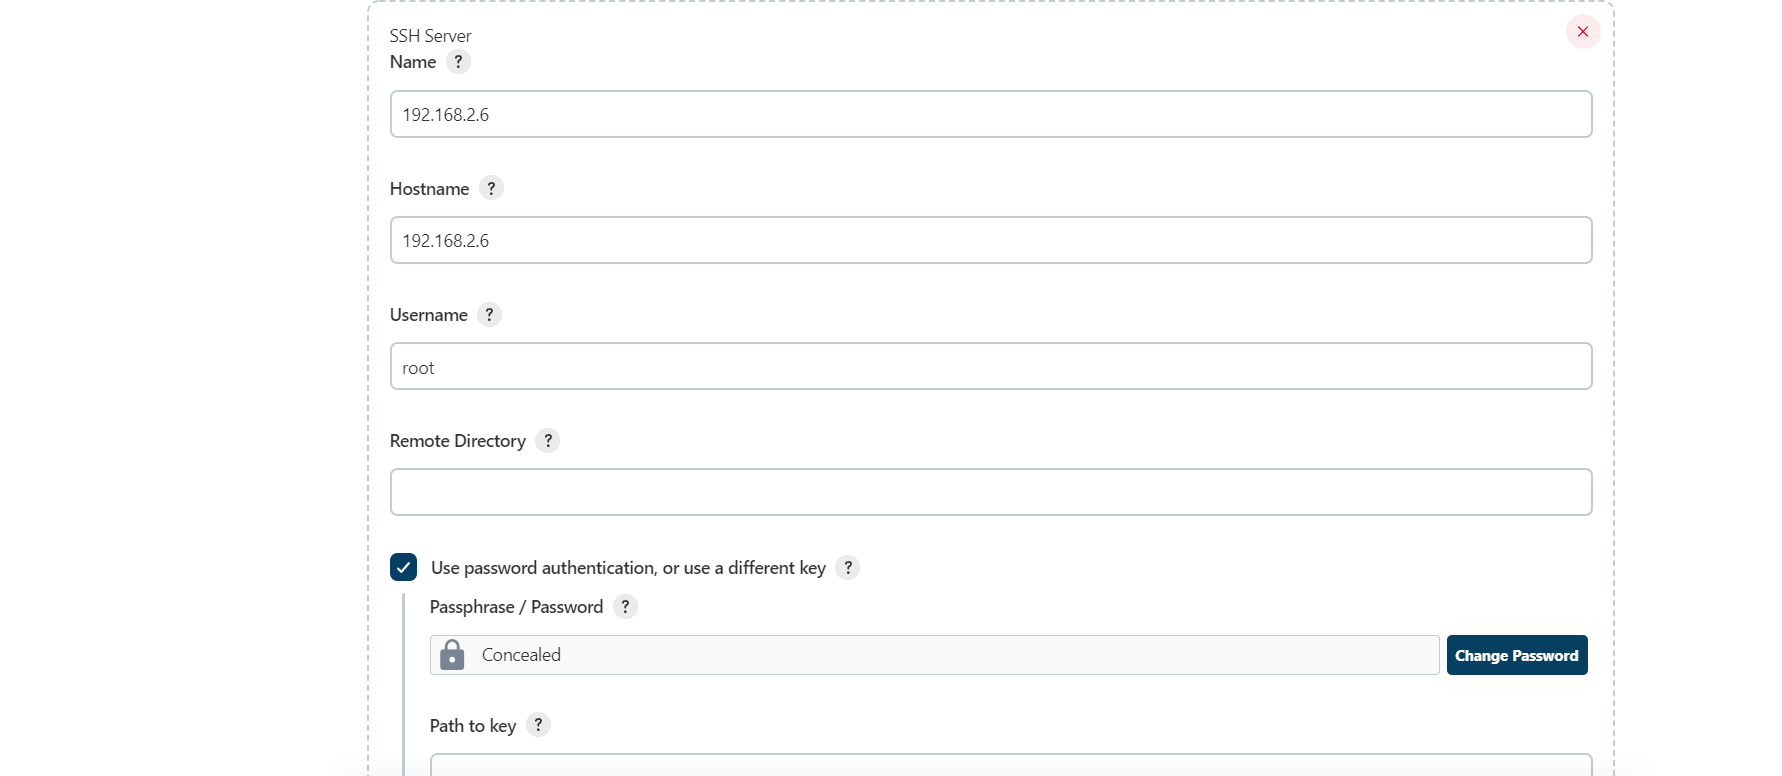 SSH Server
Name ?
192.168.2.6
Hostname ?
192.168.2.6
Username ?
root
Remote Directory ?
Use password authentication, or use a different key ?
Passphrase / Password ?
Concealed
Change Password
Path to key ?